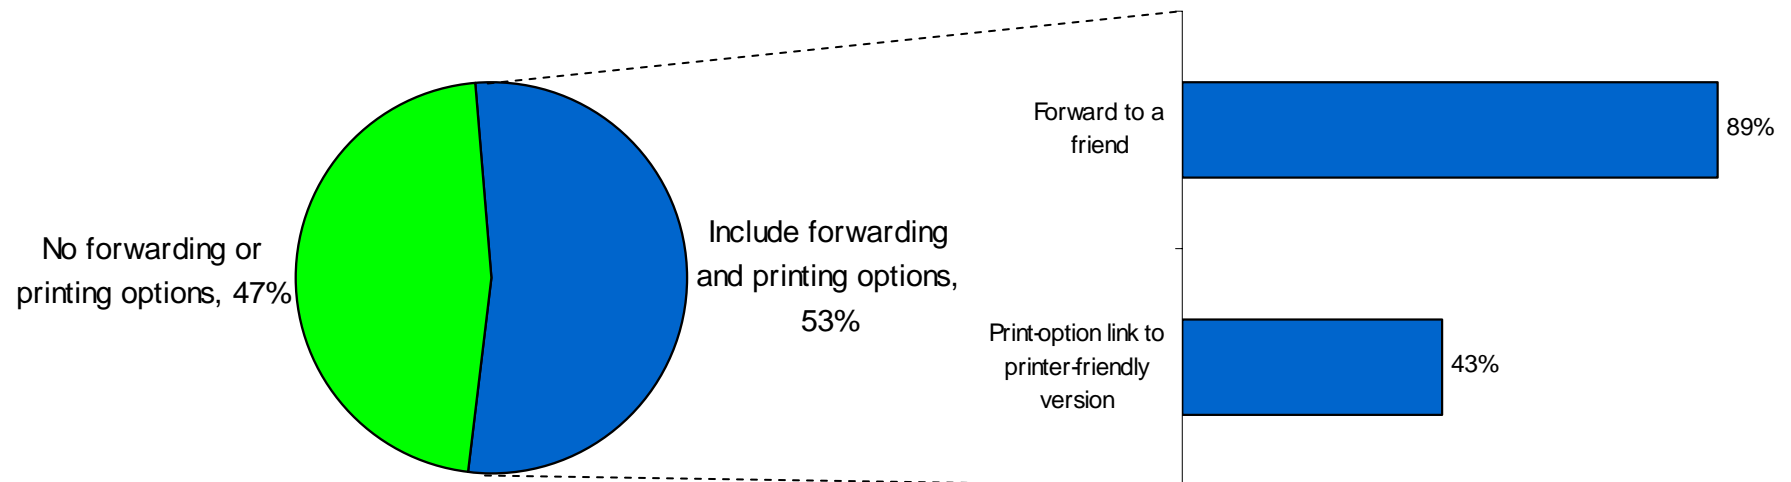 No forwarding or
printing options, 47%
Include forwarding
and printing options,
53%
Forward to a
friend
89%
Print-option link to
printer-friendly
version
43%